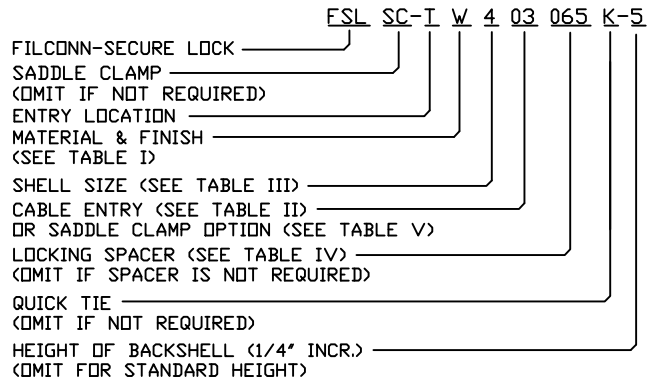 FSL SC-T W 4 03 065 K-5
FILCONN-SECURE LOCK
SADDLE CLAMP
(OMIT IF NOT REQUIRED)
ENTRY LOCATION
MATERIAL & FINISH
(SEE TABLE I)
SHELL SIZE (SEE TABLE III)
CABLE ENTRY (SEE TABLE II)
OR SADDLE CLAMP OPTION (SEE TABLE V)
LOCKING SPACER (SEE TABLE IV)
(OMIT IF SPACER IS NOT REQUIRED)
QUICK TIE
(OMIT IF NOT REQUIRED)
HEIGHT OF BACKSHELL (1/4" INCR.)
(OMIT FOR STANDARD HEIGHT)